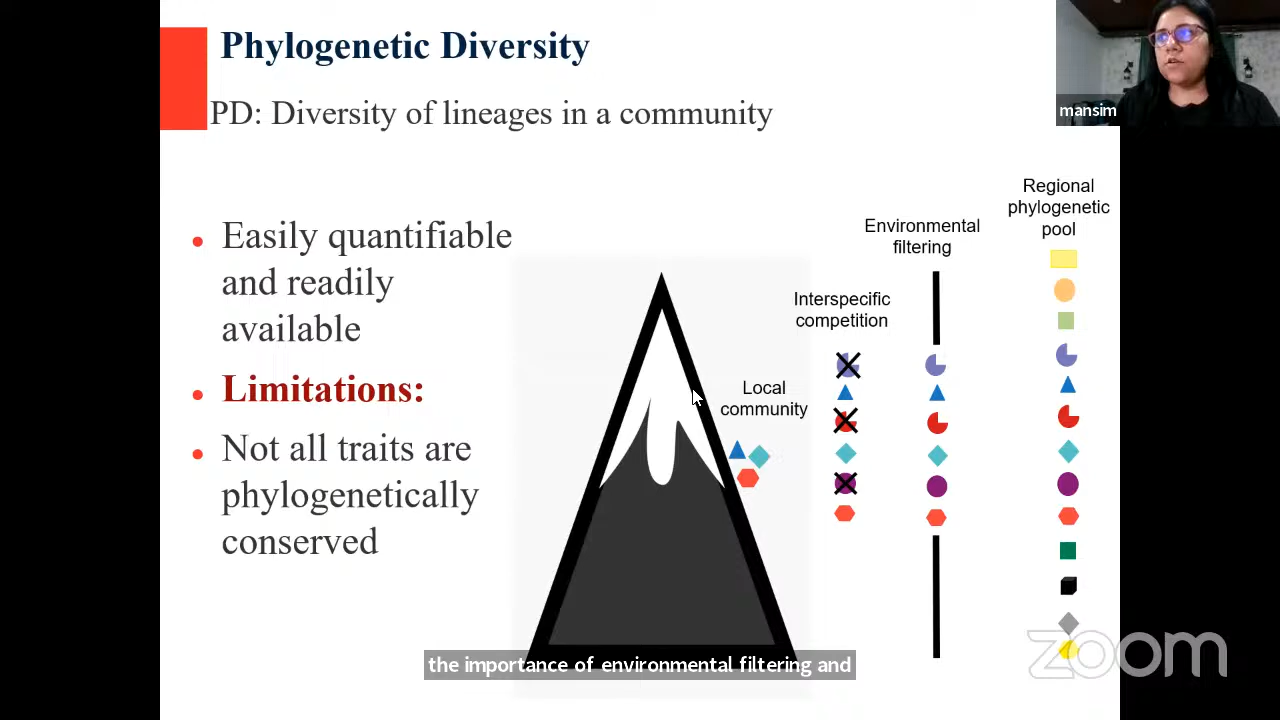 Phylogenetic Diversity
PD: Diversity of lineages in a community
mansim
Easily quantifiable
and readily
available
Limitations:
Not all traits are
phylogenetically
conserved
Local
community
Interspecific
competition
Environmental
filtering
Regional
phylogenetic
pool
zoom
the importance of environmental filtering and